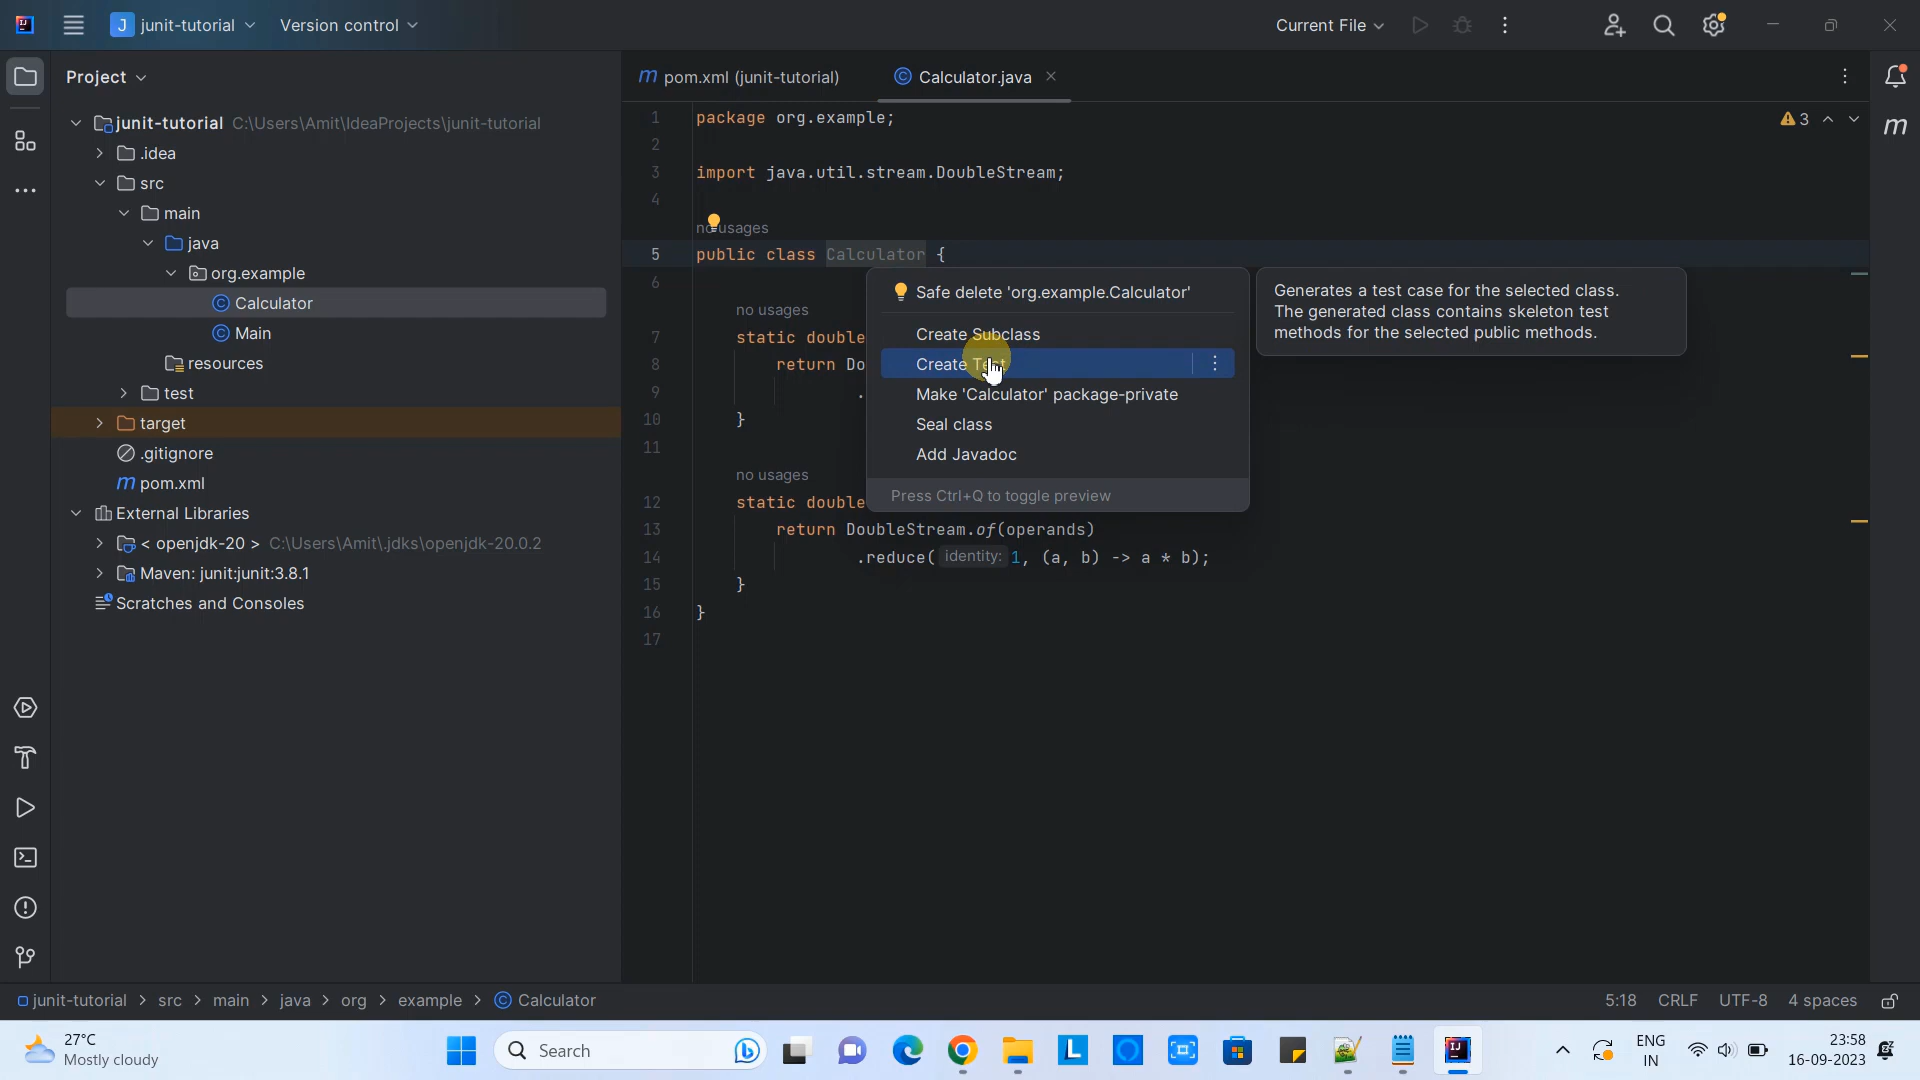 J junit-tutorial Version control Current File
Project
pom.xml (junit-tutorial) Calculator.java
junit-tutorial C:\Users\Amit\IdeaProjects\junit-tutorial
.idea
src
main
java
org.example
Calculator
Main
resources
test
target
.gitignore
pom.xml
External Libraries
< openjdk-20 > C:\Users\Amit\.jdks\openjdk-20.0.2
Maven: junit:junit:3.8.1
Scratches and Consoles
1 package org.example;
2
3 import java.util.stream.DoubleStream;
4
no usages
5 public class Calculator {
6
no usages
7 static double
8 return Do
9 .
10 }
11
no usages
12 static double
13 return DoubleStream.of(operands)
14 .reduce( identity: 1, (a, b) -> a * b);
15 }
16 }
17
3
Safe delete 'org.example.Calculator'
Create Subclass
Create Test
Make 'Calculator' package-private
Seal class
Add Javadoc
Press Ctrl+Q to toggle preview
Generates a test case for the selected class.
The generated class contains skeleton test
methods for the selected public methods.
junit-tutorial > src > main > java > org > example > Calculator
5:18 CRLF UTF-8 4 spaces
27°C
Mostly cloudy
Search
ENG
IN
23:58
16-09-2023